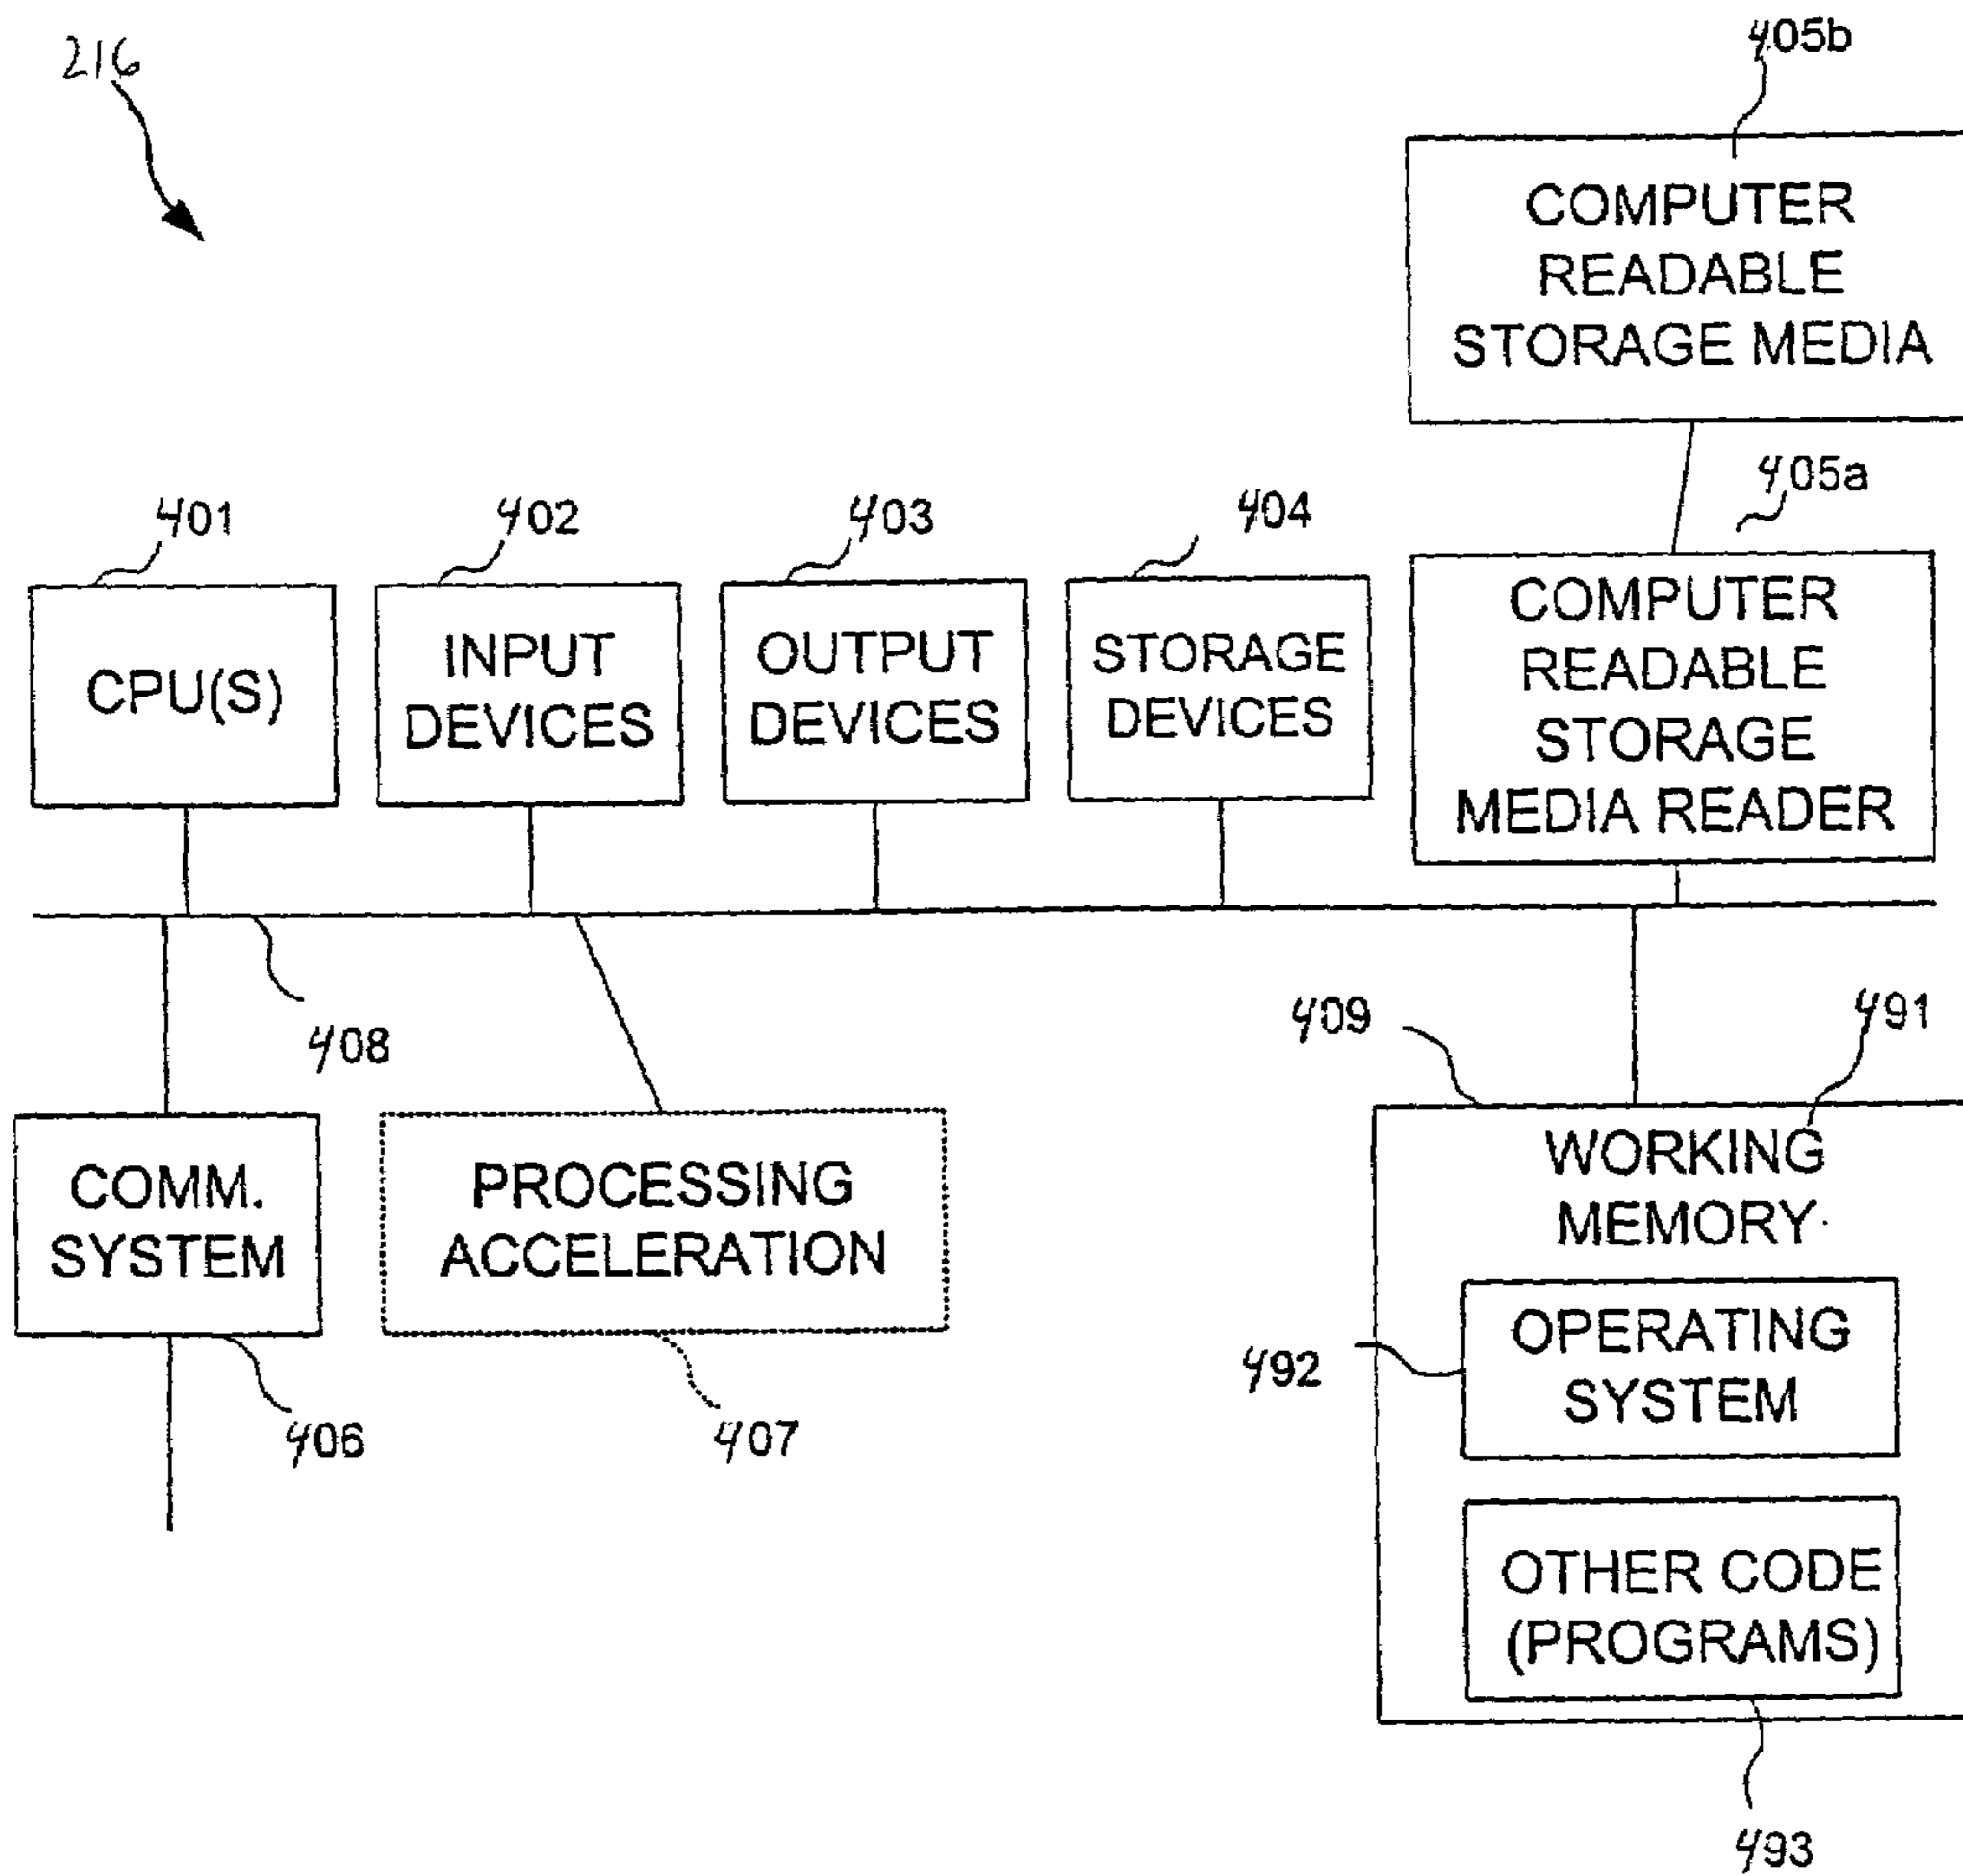 216
405b
COMPUTER
READABLE
STORAGE MEDIA
405a
401
402
403
404
CPU(S)
INPUT
DEVICES
OUTPUT
DEVICES
STORAGE
DEVICES
COMPUTER
READABLE
STORAGE
MEDIA READER
408
409
491
COMM.
SYSTEM
PROCESSING
ACCELERATION
WORKING
MEMORY
406
407
492
OPERATING
SYSTEM
OTHER CODE
(PROGRAMS)
493